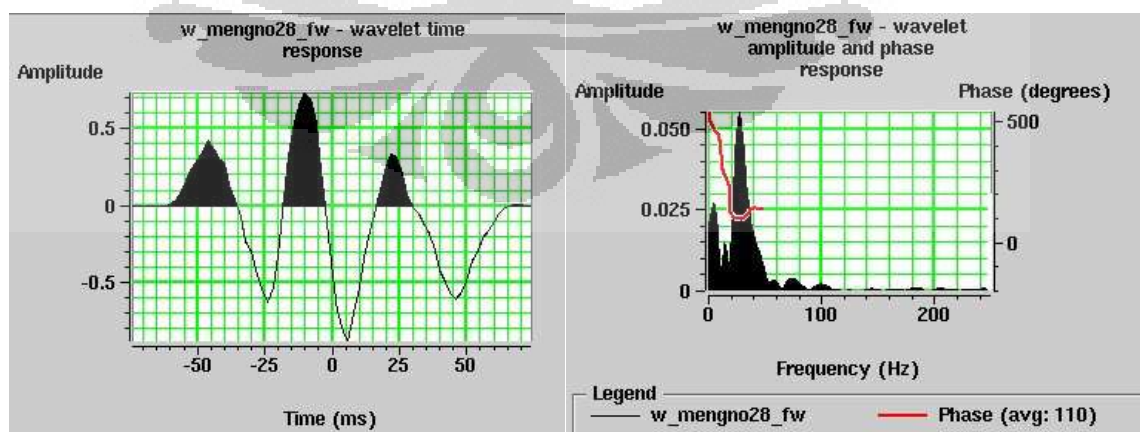 w_mengno28_fw - wavelet time
response
Amplitude
0.5
0
-0.5
-50
-25
0
25
50
Time (ms)
w_mengno28_fw - wavelet
amplitude and phase
response
Amplitude
Phase (degrees)
0.050
0.025
0
500
0
0
100
200
Frequency (Hz)
Legend
w_mengno28_fw
Phase (avg: 110)